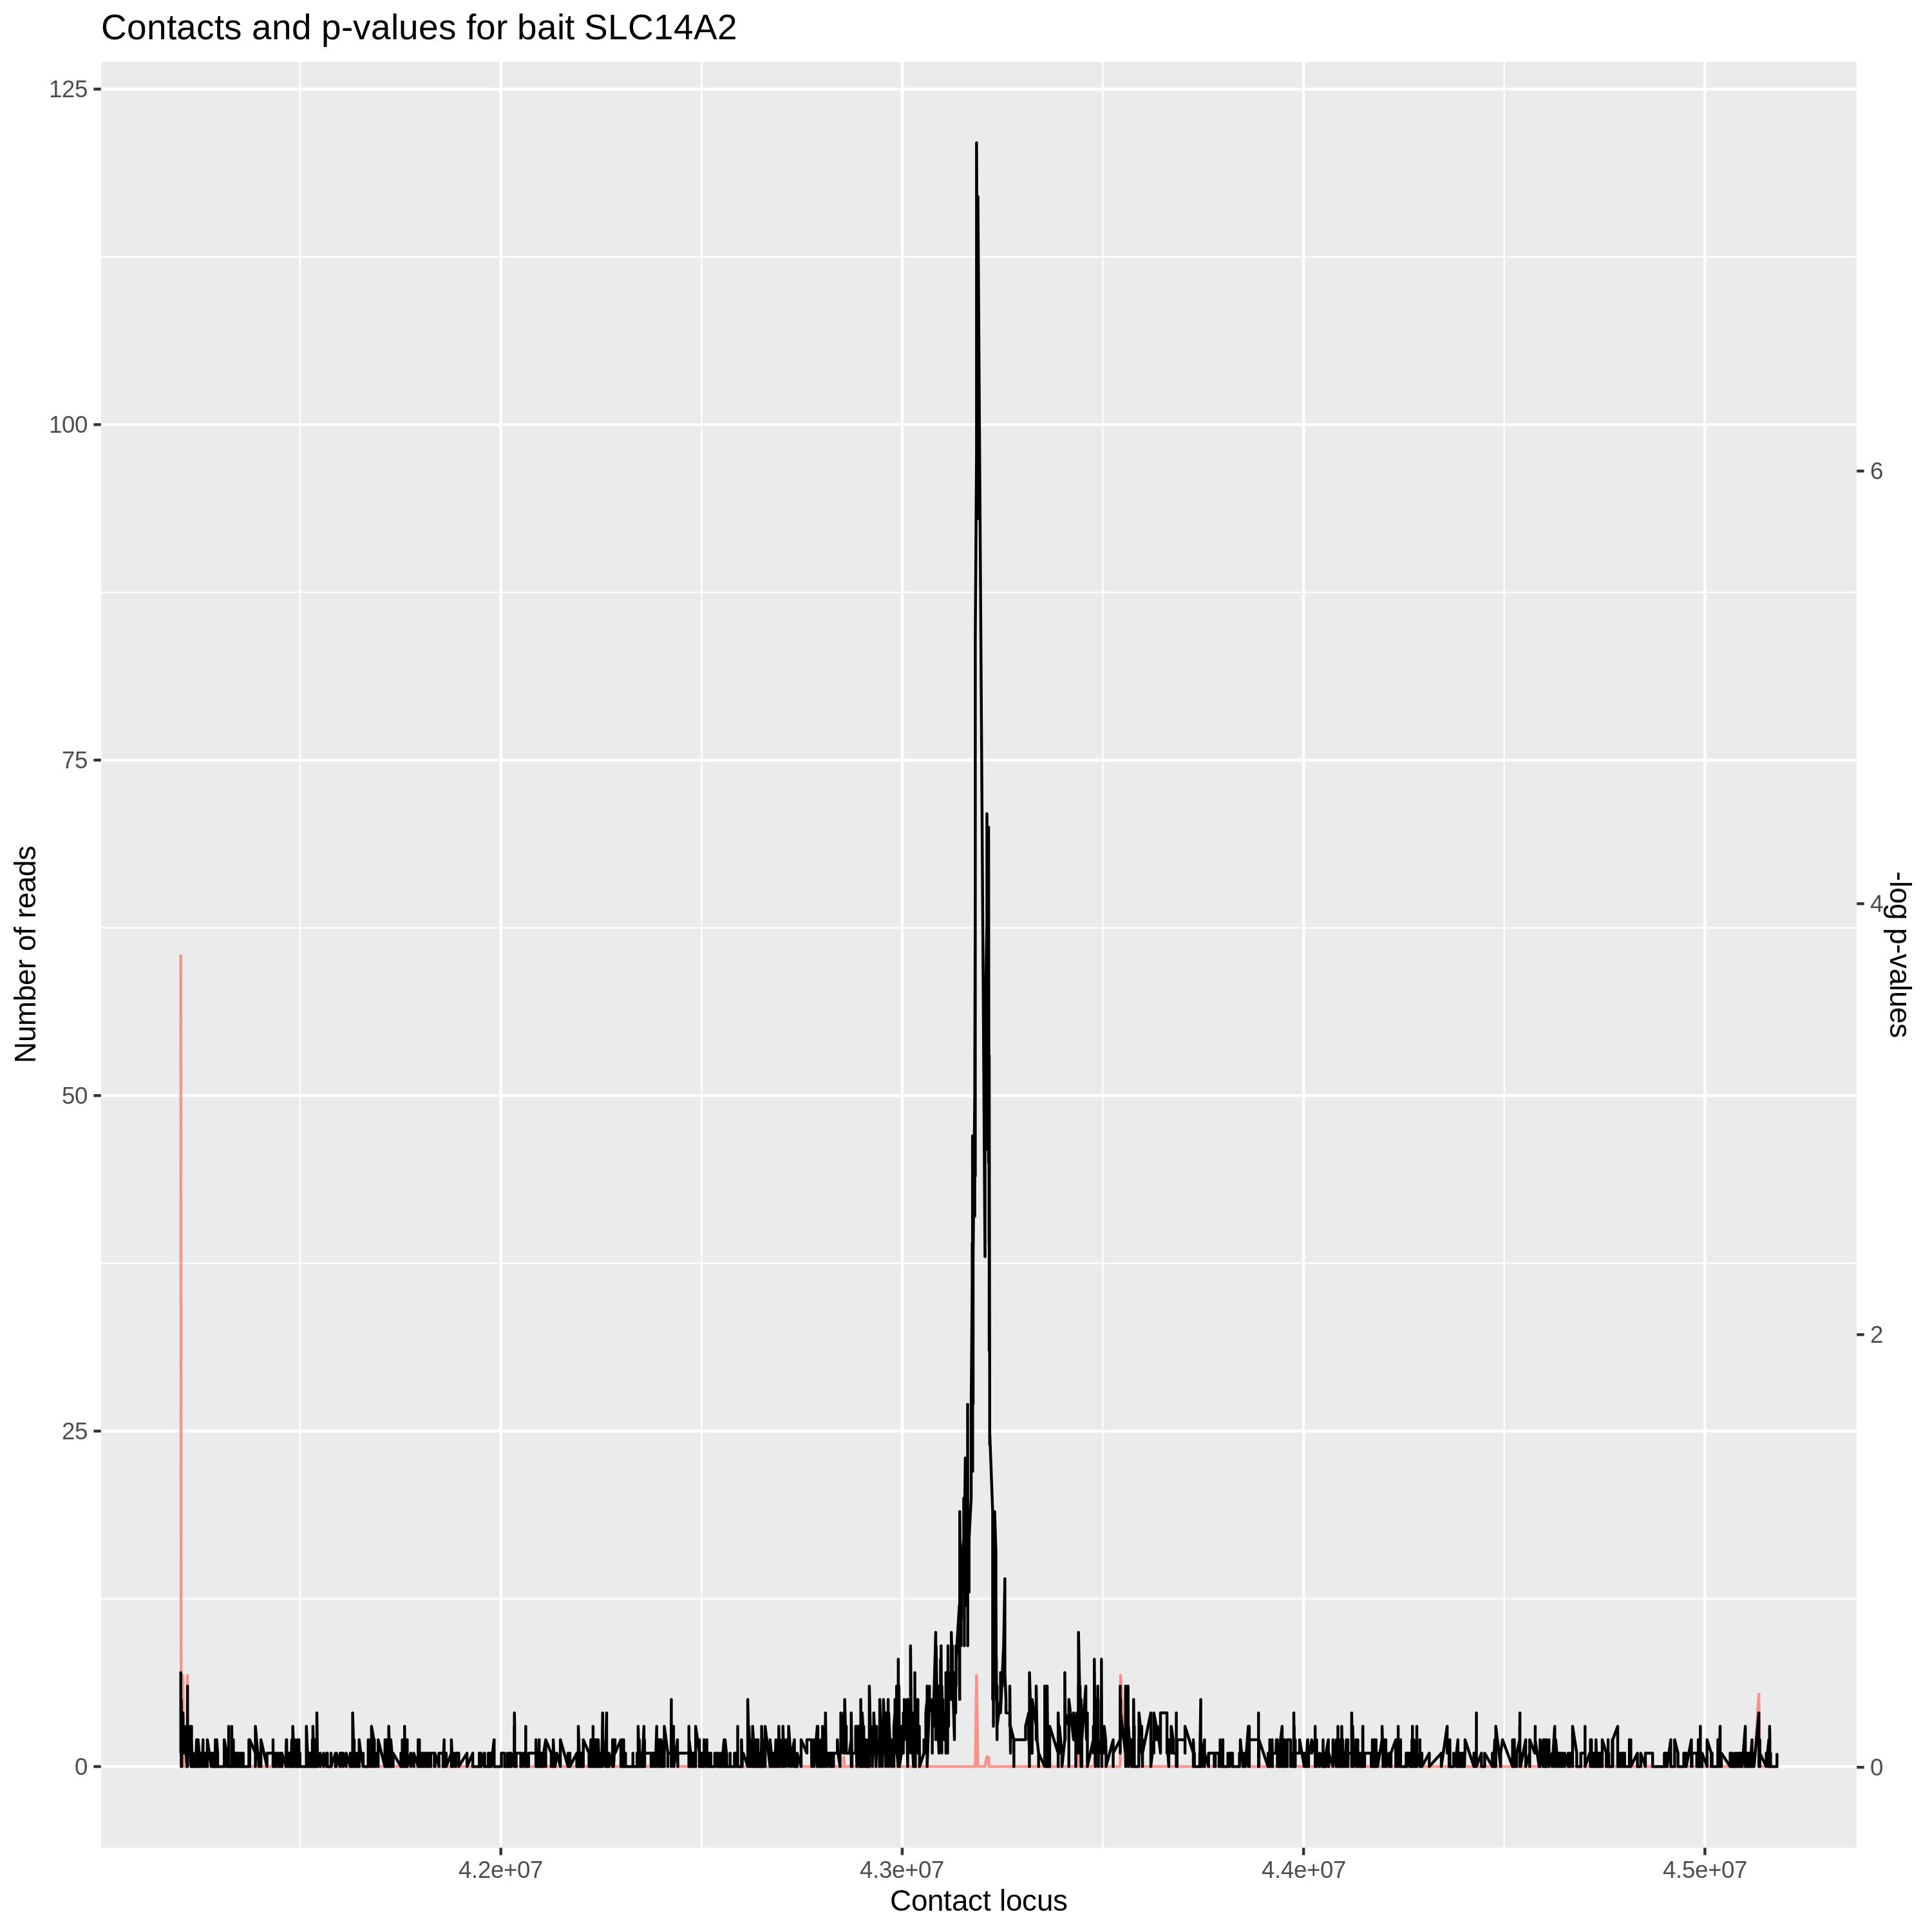 Contacts and p-values for bait SLC14A2
125
100
75
50
25
0
Number of reads
6
4
2
0
-log p-values
4.2e+07
4.3e+07
4.4e+07
4.5e+07
Contact locus